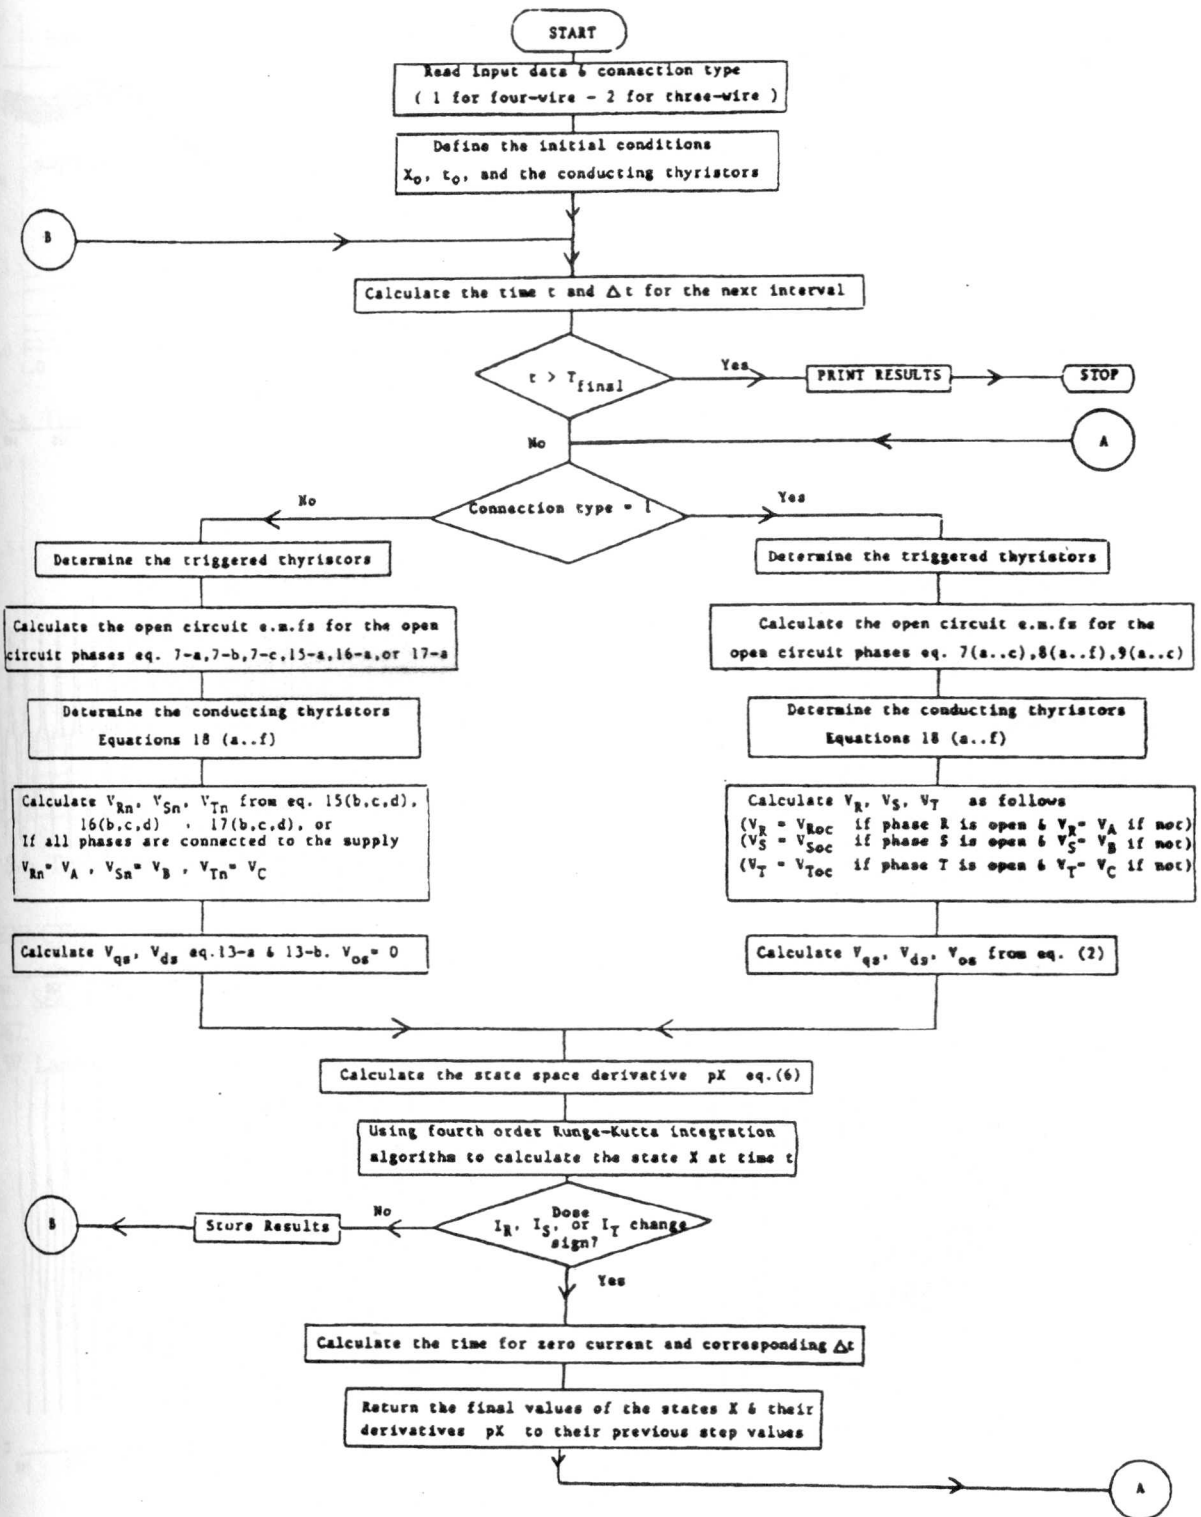 START
Read input data & connection type
( 1 for four-wire - 2 for three-wire )
Define the initial conditions
X₀, t₀, and the conducting thyristors
B
Calculate the time t and Δt for the next interval
t > T_final
Yes
PRINT RESULTS
STOP
No
A
Connection type = 1
No
Yes
Determine the triggered thyristors
Calculate the open circuit e.m.fs for the open
circuit phases eq. 7-a,7-b,7-c,15-a,16-a,or 17-a
Determine the conducting thyristors
Equations 18 (a..f)
Calculate V_Rn, V_Sn, V_Tn from eq. 15(b,c,d),
16(b,c,d) , 17(b,c,d), or
If all phases are connected to the supply
V_Rn= V_A , V_Sn= V_B , V_Tn= V_C
Calculate V_qs, V_ds eq.13-a & 13-b. V_os= 0
Determine the triggered thyristors
Calculate the open circuit e.m.fs for the
open circuit phases eq. 7(a..c),8(a..f),9(a..c)
Determine the conducting thyristors
Equations 18 (a..f)
Calculate V_R, V_S, V_T as follows
(V_R = V_Roc if phase R is open & V_R= V_A if not)
(V_S = V_Soc if phase S is open & V_S= V_B if not)
(V_T = V_Toc if phase T is open & V_T= V_C if not)
Calculate V_qs, V_ds, V_os from eq. (2)
Calculate the state space derivative pX eq.(6)
Using fourth order Runge-Kutta integration
algorithm to calculate the state X at time t
Dose
I_R, I_S, or I_T change
sign?
No
Store Results
B
Yes
Calculate the time for zero current and corresponding Δt
Return the final values of the states X & their
derivatives pX to their previous step values
A